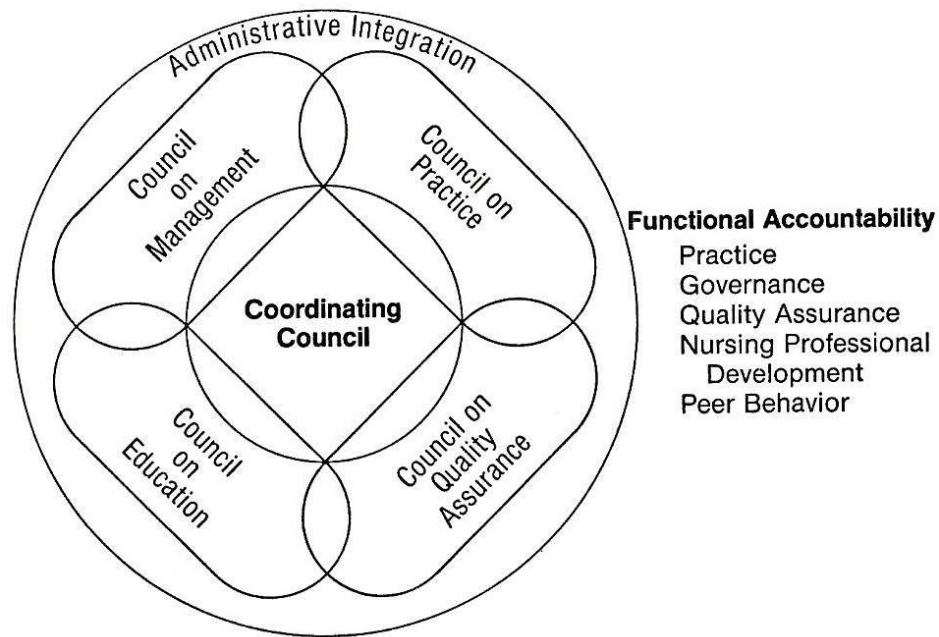 Administrative Integration
Council
on
Management
Council on
Practice
Coordinating
Council
Council
on
Education
Council on
Quality
Assurance
Functional Accountability
Practice
Governance
Quality Assurance
Nursing Professional
Development
Peer Behavior